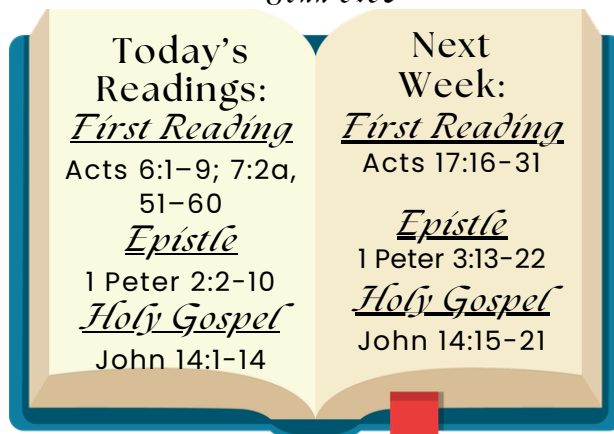 Today's
Readings:
First Reading
Acts 6:1–9; 7:2a,
51–60
Epistle
1 Peter 2:2-10
Holy Gospel
John 14:1-14
Next
Week:
First Reading
Acts 17:16-31
Epistle
1 Peter 3:13-22
Holy Gospel
John 14:15-21